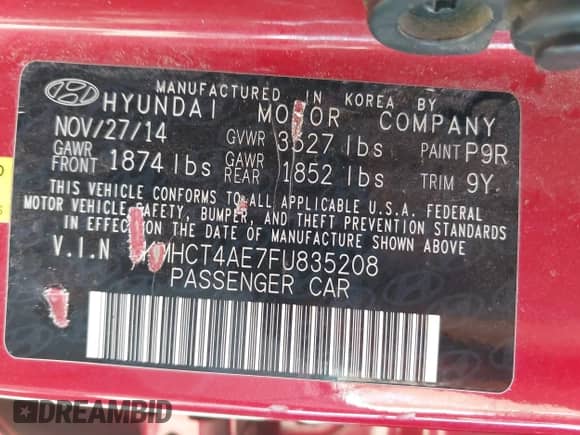 MANUFACTURED IN KOREA BY
HYUNDAI MOTOR COMPANY
NOV/27/14 GVWR 3527 lbs PAINT P9R
GAWR FRONT 1874 lbs GAWR REAR 1852 lbs TRIM 9Y
THIS VEHICLE CONFORMS TO ALL APPLICABLE U.S.A. FEDERAL
MOTOR VEHICLE SAFETY, BUMPER, AND THEFT PREVENTION STANDARDS
IN EFFECT ON THE DATE OF MANUFACTURE SHOWN ABOVE.
V.I.N MHCT4AE7FU835208
PASSENGER CAR
DREAMBID